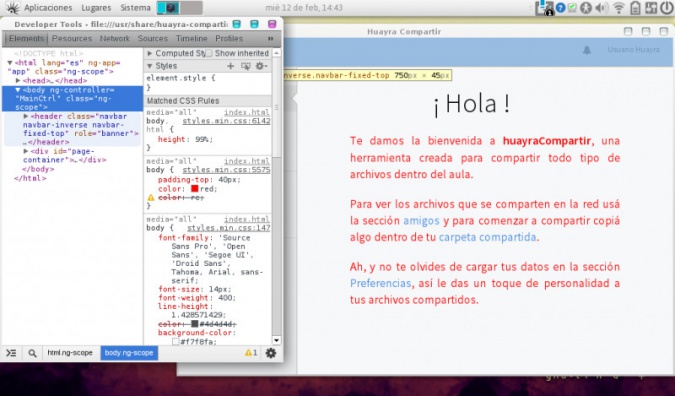 Aplicaciones Lugares Sistema
mié 12 de feb, 14:43
Developer Tools - file:///usr/share/huayra-compartir
Elements Resources Network Sources Timeline Profiles
<!DOCTYPE html>
<html lang="es" ng-app=
"app" class="ng-scope">
<head>…</head>
<body ng-controller=
"MainCtrl" class="ng-
scope">
<header class="navbar
navbar-inverse navbar-
fixed-top" role="banner">
…</header>
<div id="page-
container">…</div>
</body>
</html>
Computed Style Show inherited
Styles
element.style {
}
Matched CSS Rules
media="all" index.html
body, styles.min.css:6142
html {
height: 99%;
}
media="all" index.html
body { styles.min.css:5575
padding-top: 40px;
color: red;
color: re;
}
media="all" index.html
body { styles.min.css:147
font-family: 'Source
Sans Pro', 'Open
Sans', 'Segoe UI',
'Droid Sans',
Tahoma, Arial, sans-
serif;
font-size: 14px;
font-weight: 400;
line-height:
1.428571429;
color: #4d4d4d;
background-color:
#f7f8fa;
html.ng-scope body.ng-scope
1
Huayra Compartir
Usuario Huayra
nverse.navbar-fixed-top 750px × 45px
¡ Hola !
Te damos la bienvenida a huayraCompartir, una
herramienta creada para compartir todo tipo de
archivos dentro del aula.
Para ver los archivos que se comparten en la red usá
la sección amigos y para comenzar a compartir copiá
algo dentro de tu carpeta compartida.
Ah, y no te olvides de cargar tus datos en la sección
Preferencias, así le das un toque de personalidad a
tus archivos compartidos.